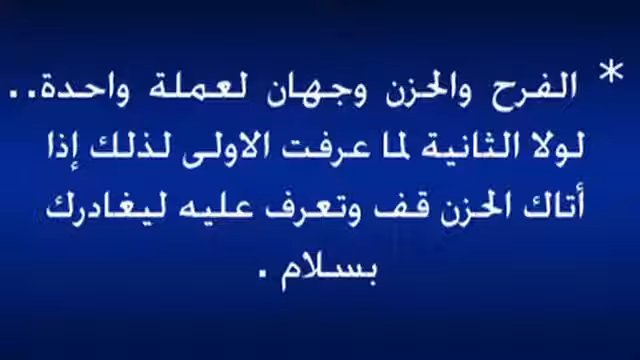 * الفرح والحزن وجهان لعملة واحدة..
لولا الثانية لما عرفت الاولى لذلك إذا
أتاك الحزن قف وتعرف عليه ليغادرك
بسلام .